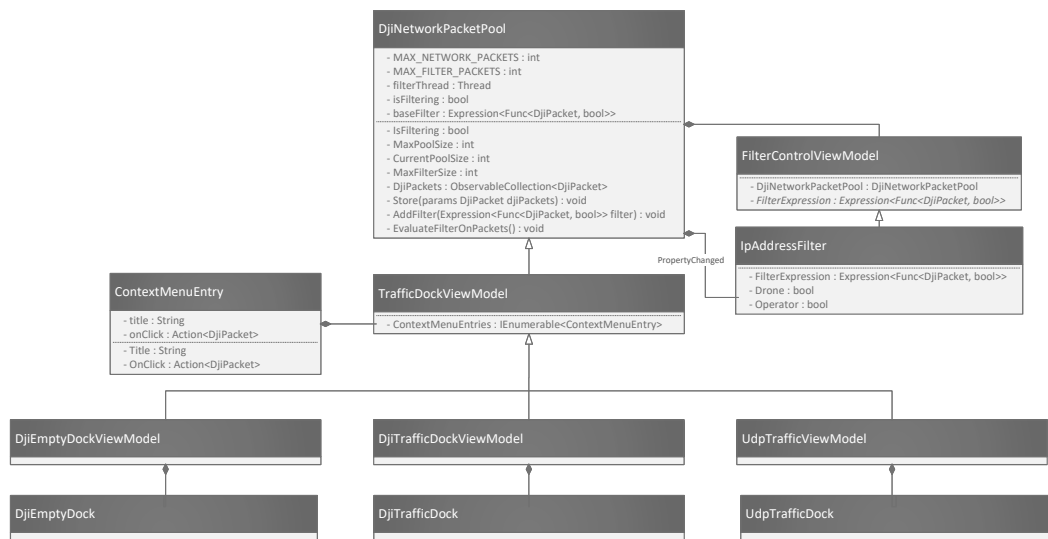 DjiNetworkPacketPool
- MAX_NETWORK_PACKETS : int
- MAX_FILTER_PACKETS : int
- filterThread : Thread
- isFiltering : bool
- baseFilter : Expression<Func<DjiPacket, bool>>
- IsFiltering : bool
- MaxPoolSize : int
- CurrentPoolSize : int
- MaxFilterSize : int
- DjiPackets : ObservableCollection<DjiPacket>
- Store(params DjiPacket djiPackets) : void
- AddFilter(Expression<Func<DjiPacket, bool>> filter) : void
- EvaluateFilterOnPackets() : void
FilterControlViewModel
- DjiNetworkPacketPool : DjiNetworkPacketPool
- FilterExpression : Expression<Func<DjiPacket, bool>>
IpAddressFilter
- FilterExpression : Expression<Func<DjiPacket, bool>>
- Drone : bool
- Operator : bool
PropertyChanged
ContextMenuEntry
- title : String
- onClick : Action<DjiPacket>
- Title : String
- OnClick : Action<DjiPacket>
TrafficDockViewModel
- ContextMenuEntries : IEnumerable<ContextMenuEntry>
DjiEmptyDockViewModel
DjiTrafficDockViewModel
UdpTrafficViewModel
DjiEmptyDock
DjiTrafficDock
UdpTrafficDock